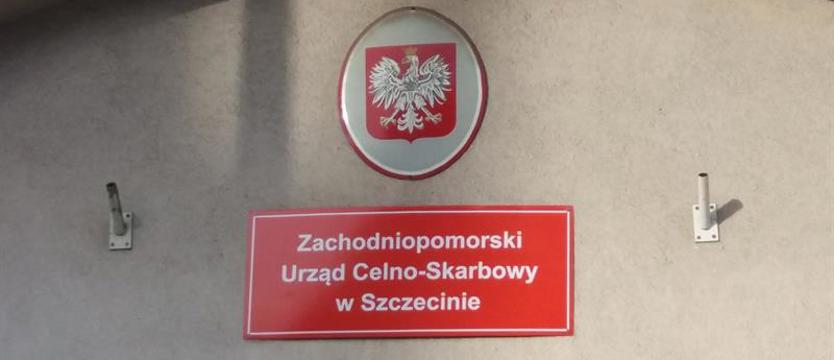 Zachodniopomorski
Urząd Celno-Skarbowy
w Szczecinie